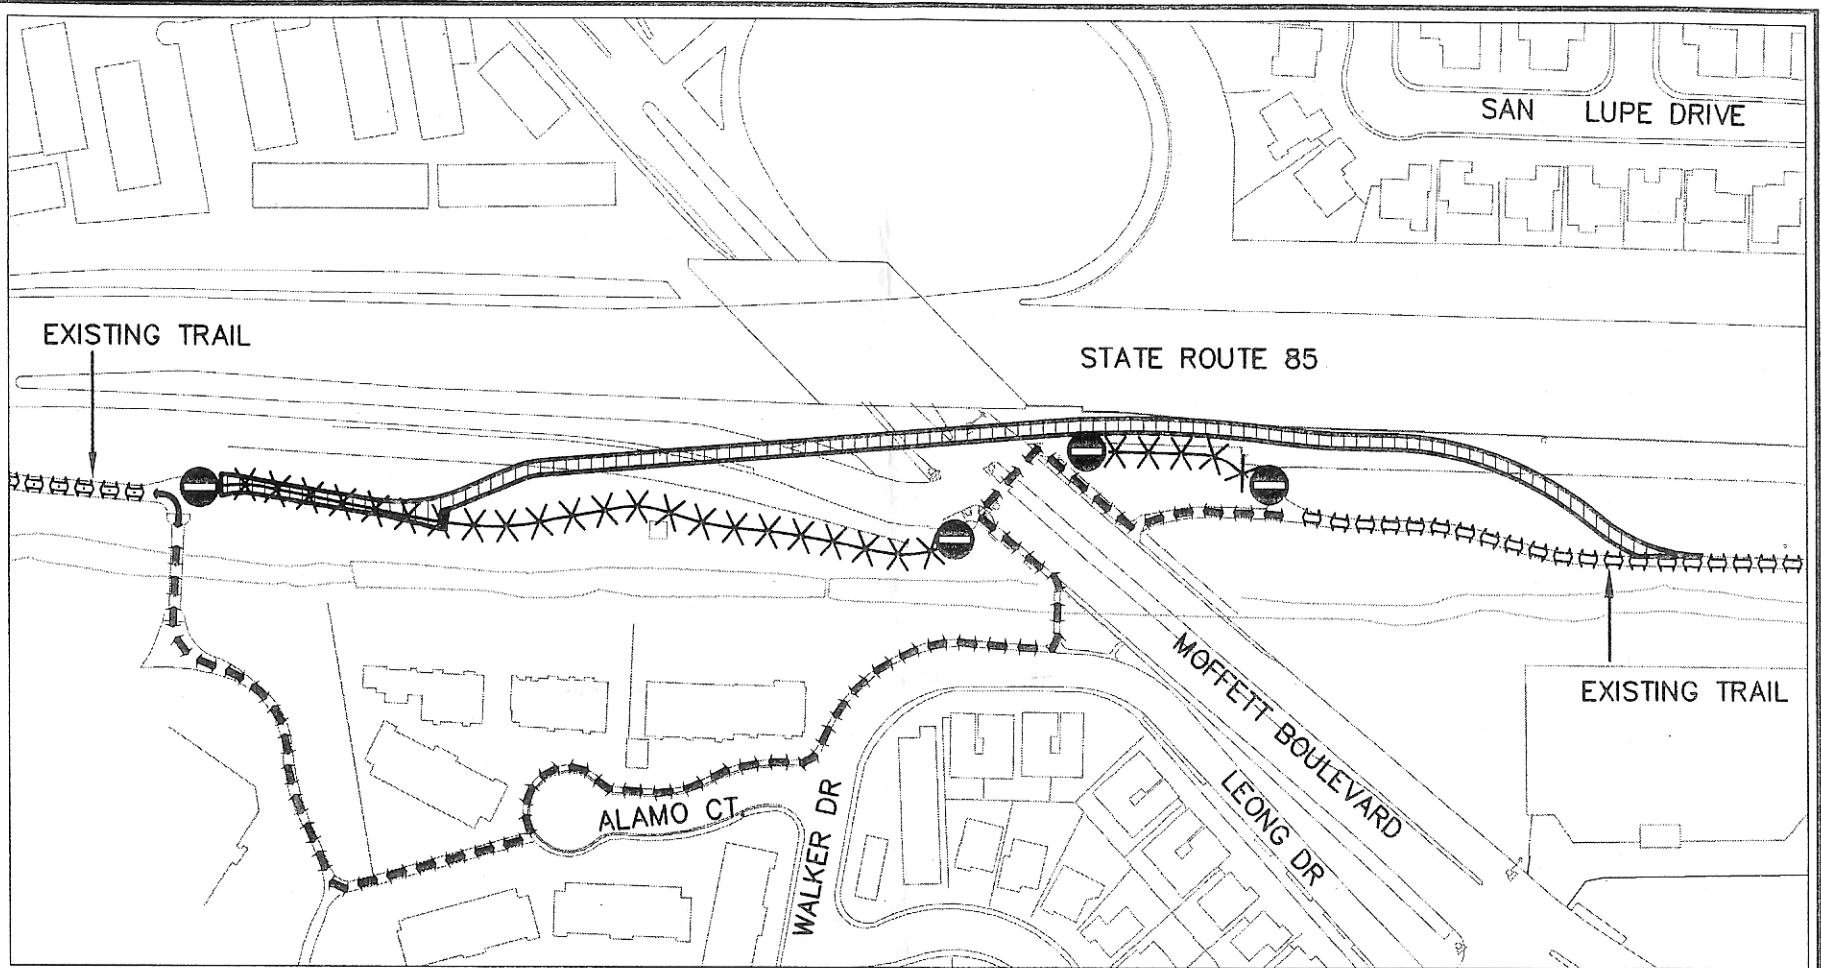 SAN LUPE DRIVE
EXISTING TRAIL
STATE ROUTE 85
MOFFETT BOULEVARD
EXISTING TRAIL
LEONG DR
ALAMO CT.
WALKER DR